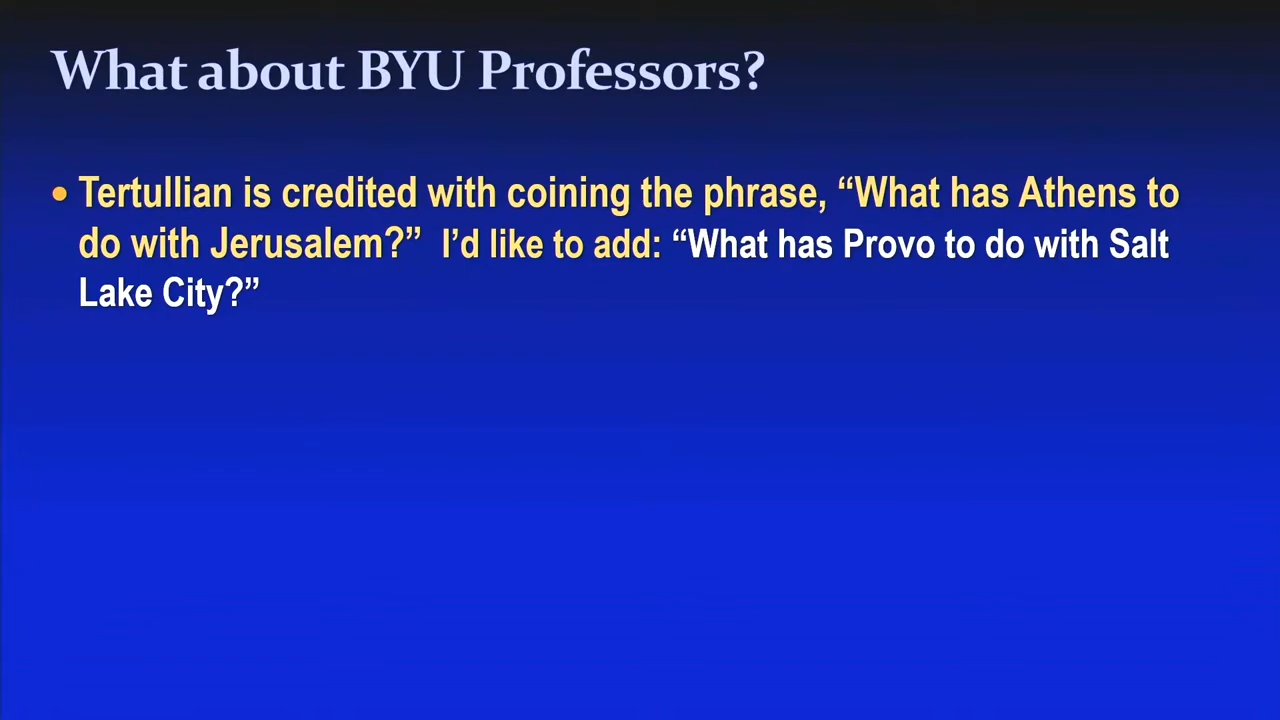 What about BYU Professors?
• Tertullian is credited with coining the phrase, “What has Athens to
do with Jerusalem?”  I’d like to add: “What has Provo to do with Salt
Lake City?”